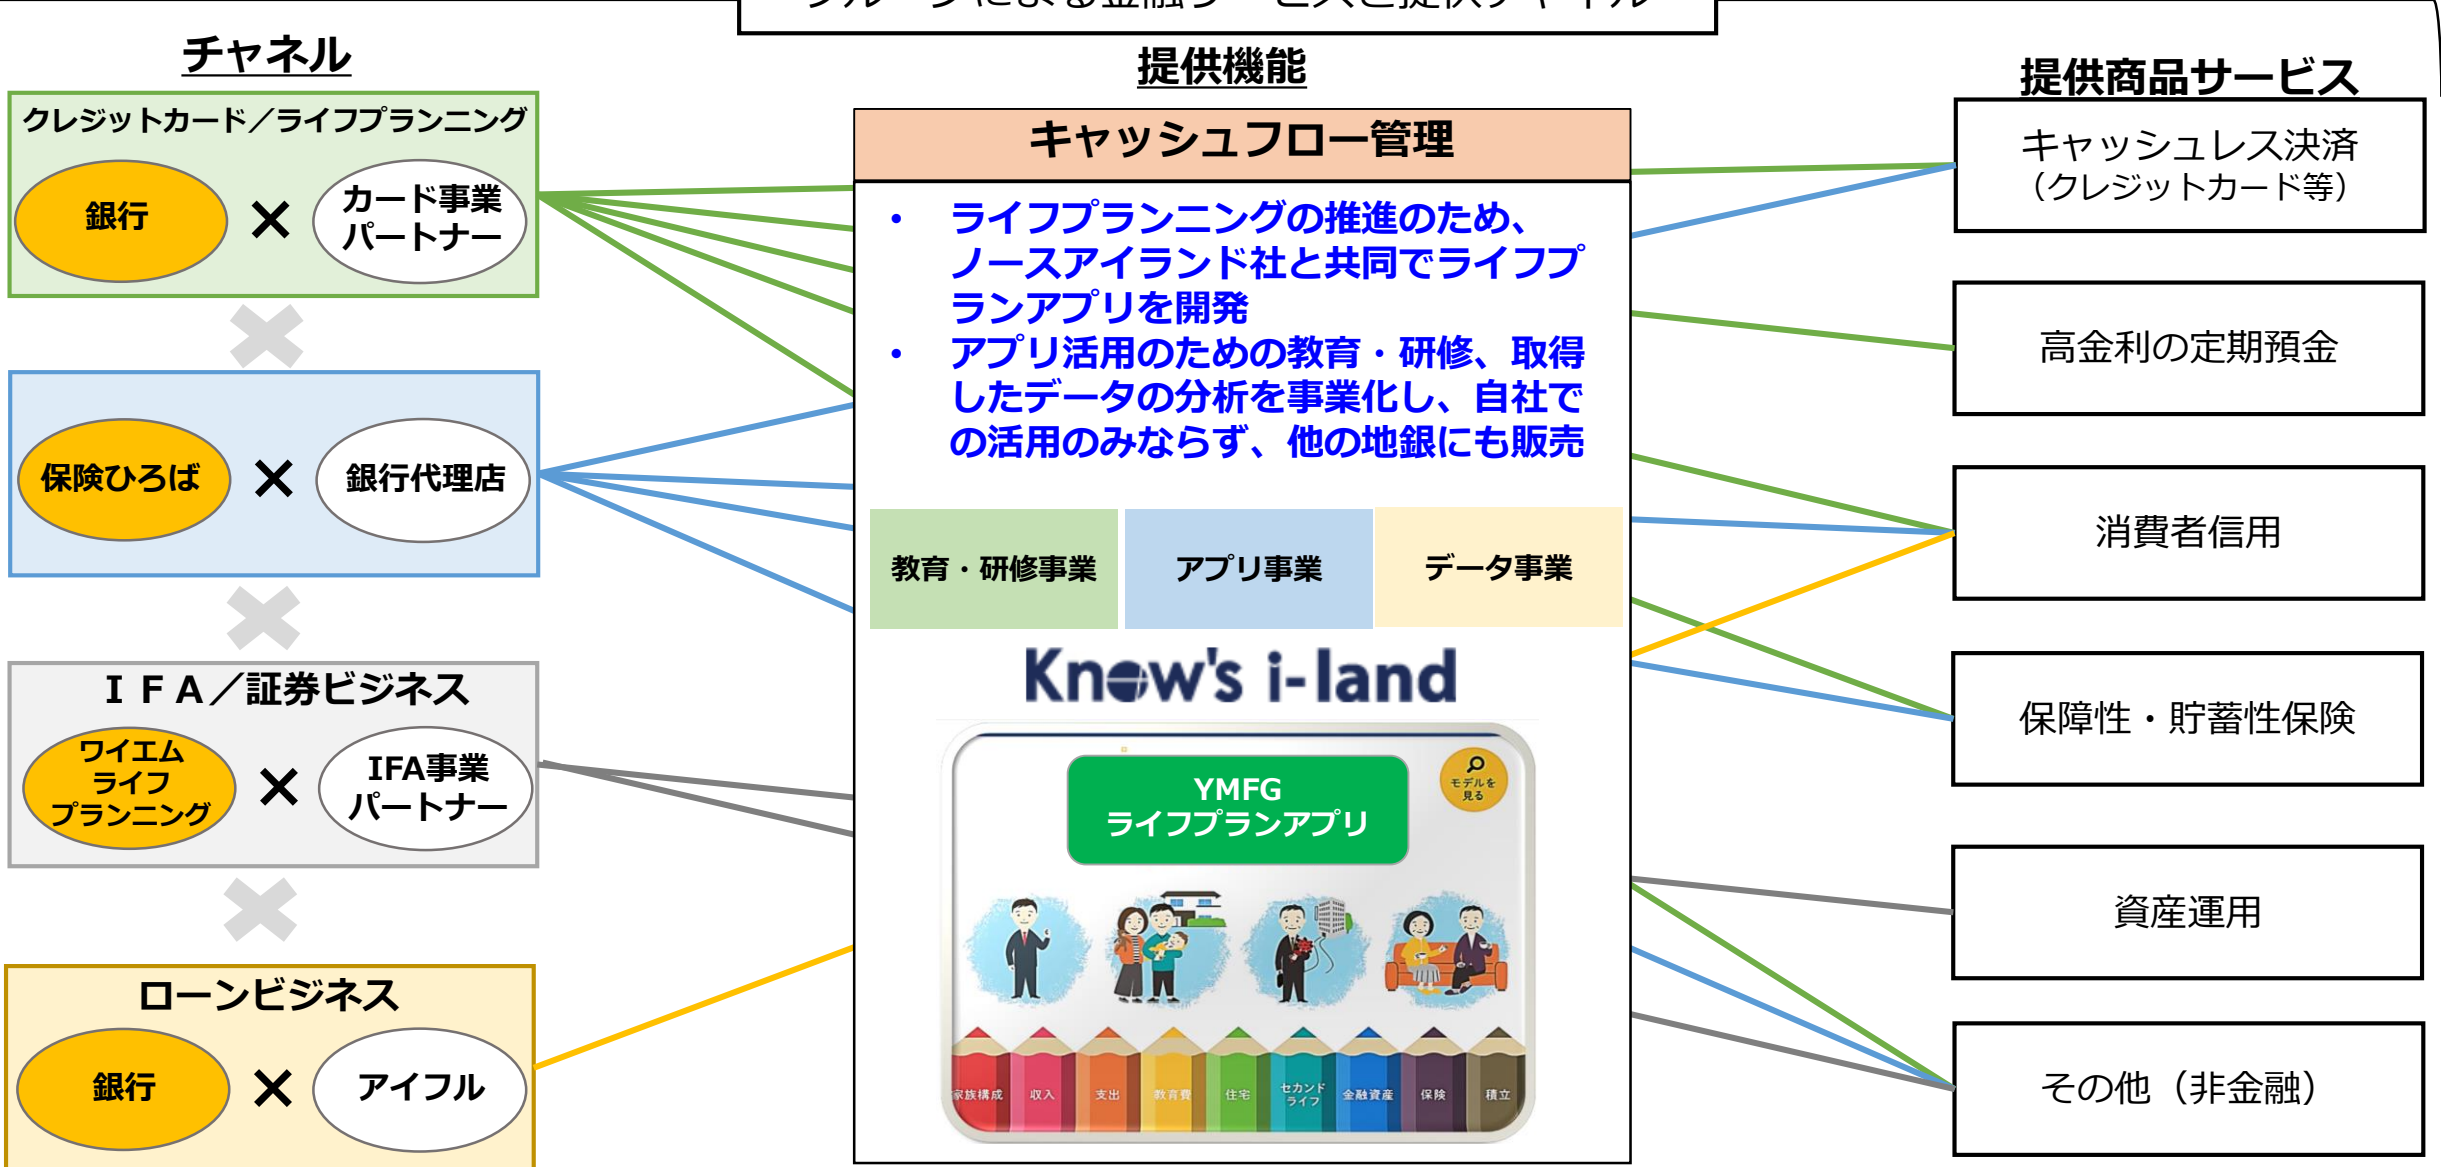 チャネル
提供機能
提供商品サービス
クレジットカード／ライフプランニング
銀行
×
カード事業
パートナー
保険ひろば
×
銀行代理店
ＩＦＡ／証券ビジネス
ワイエム
ライフ
プランニング
×
IFA事業
パートナー
ローンビジネス
銀行
×
アイフル
キャッシュフロー管理
・ ライフプランニングの推進のため、
ノースアイランド社と共同でライフプ
ランアプリを開発
・ アプリ活用のための教育・研修、取得
したデータの分析を事業化し、自社で
の活用のみならず、他の地銀にも販売
教育・研修事業
アプリ事業
データ事業
Know's i-land
YMFG
ライフプランアプリ
モデルを
見る
家族構成
収入
支出
教育費
住宅
セカンド
ライフ
金融資産
保険
積立
キャッシュレス決済
（クレジットカード等）
高金利の定期預金
消費者信用
保障性・貯蓄性保険
資産運用
その他（非金融）